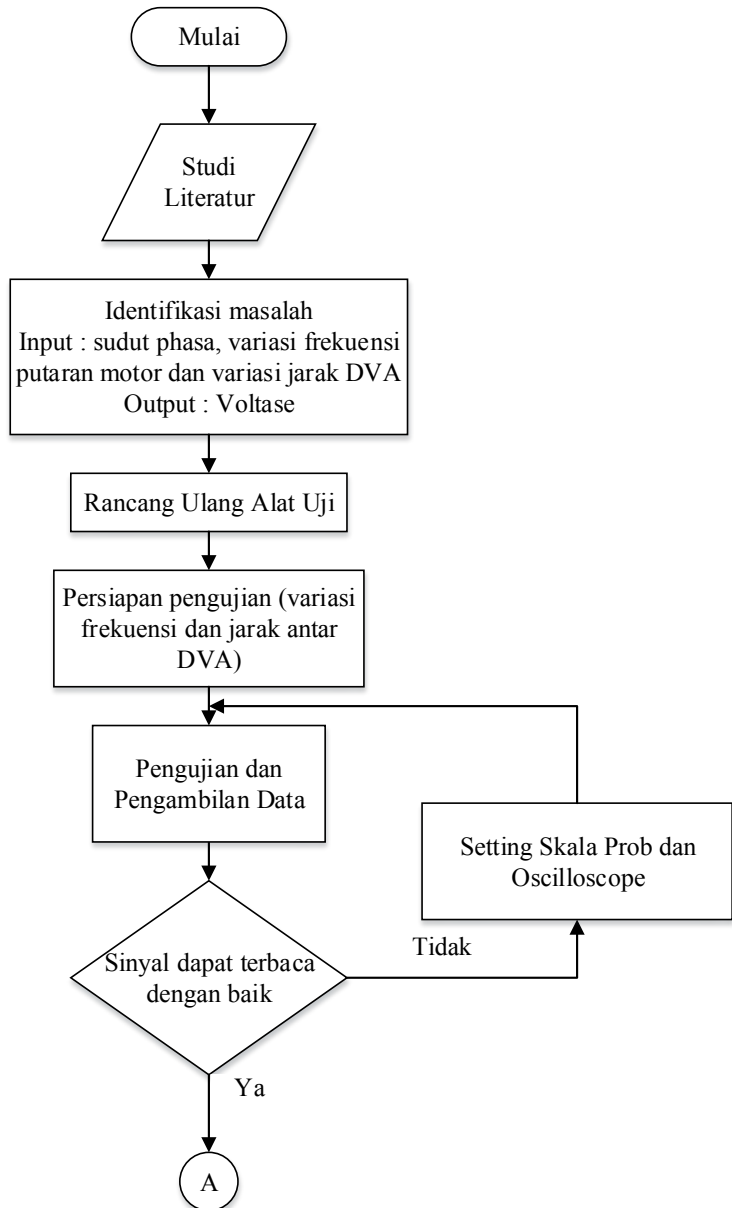 Mulai
Studi
Literatur
Identifikasi masalah
Input : sudut phasa, variasi frekuensi
putaran motor dan variasi jarak DVA
Output : Voltase
Rancang Ulang Alat Uji
Persiapan pengujian (variasi
frekuensi dan jarak antar
DVA)
Pengujian dan
Pengambilan Data
Setting Skala Prob dan
Oscilloscope
Sinyal dapat terbaca
dengan baik
Tidak
Ya
A